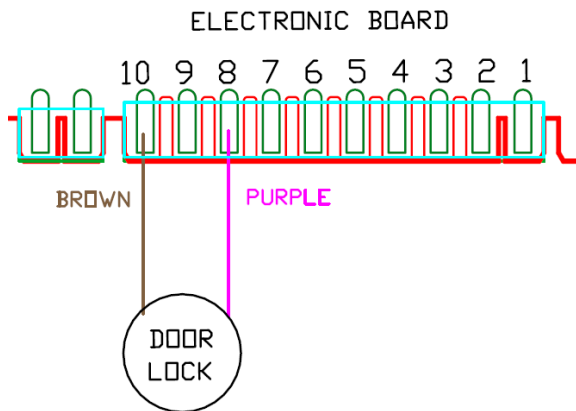 ELECTRONIC BOARD
10 9 8 7 6 5 4 3 2 1
BROWN
PURPLE
DOOR
LOCK